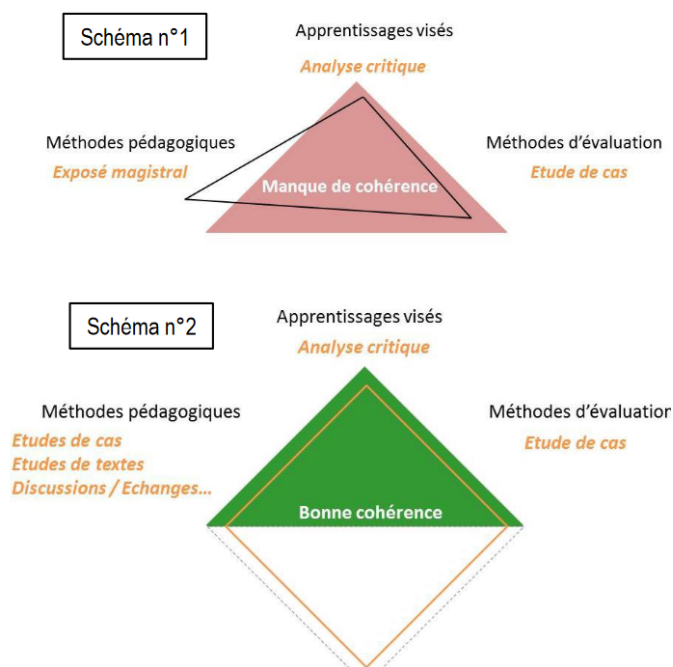 Schéma n°1
Apprentissages visés
Analyse critique
Méthodes pédagogiques
Exposé magistral
Méthodes d'évaluation
Etude de cas
Manque de cohérence
Schéma n°2
Apprentissages visés
Analyse critique
Méthodes pédagogiques
Etudes de cas
Etudes de textes
Discussions / Echanges...
Méthodes d'évaluation
Etude de cas
Bonne cohérence